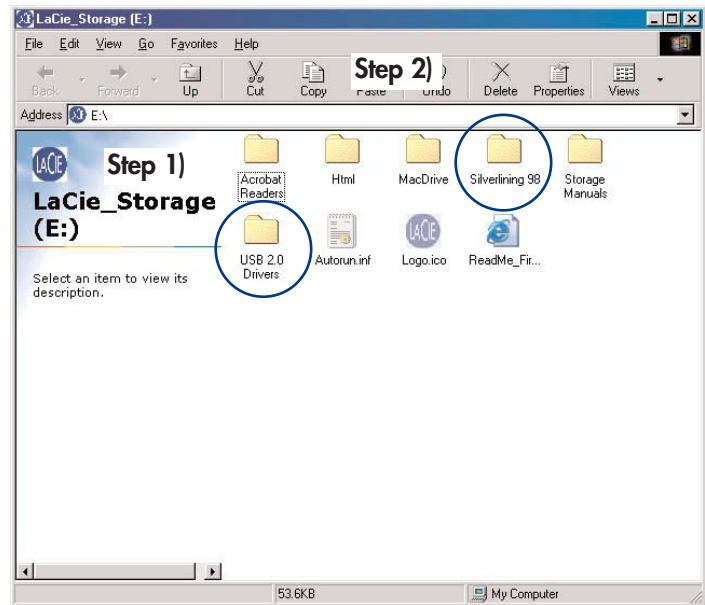 LaCie_Storage (E:)
File Edit View Go Favorites Help
Step 2)
Back Forward Up Cut Copy Paste Undo Delete Properties Views
Address E:\
LACIE
Step 1)
LaCie_Storage
(E:)
Select an item to view its
description.
Acrobat
Readers
Html
MacDrive
Silverlining 98
Storage
Manuals
USB 2.0
Drivers
Autorun.inf
LACIE
Logo.ico
ReadMe_Fir...
53.6KB My Computer